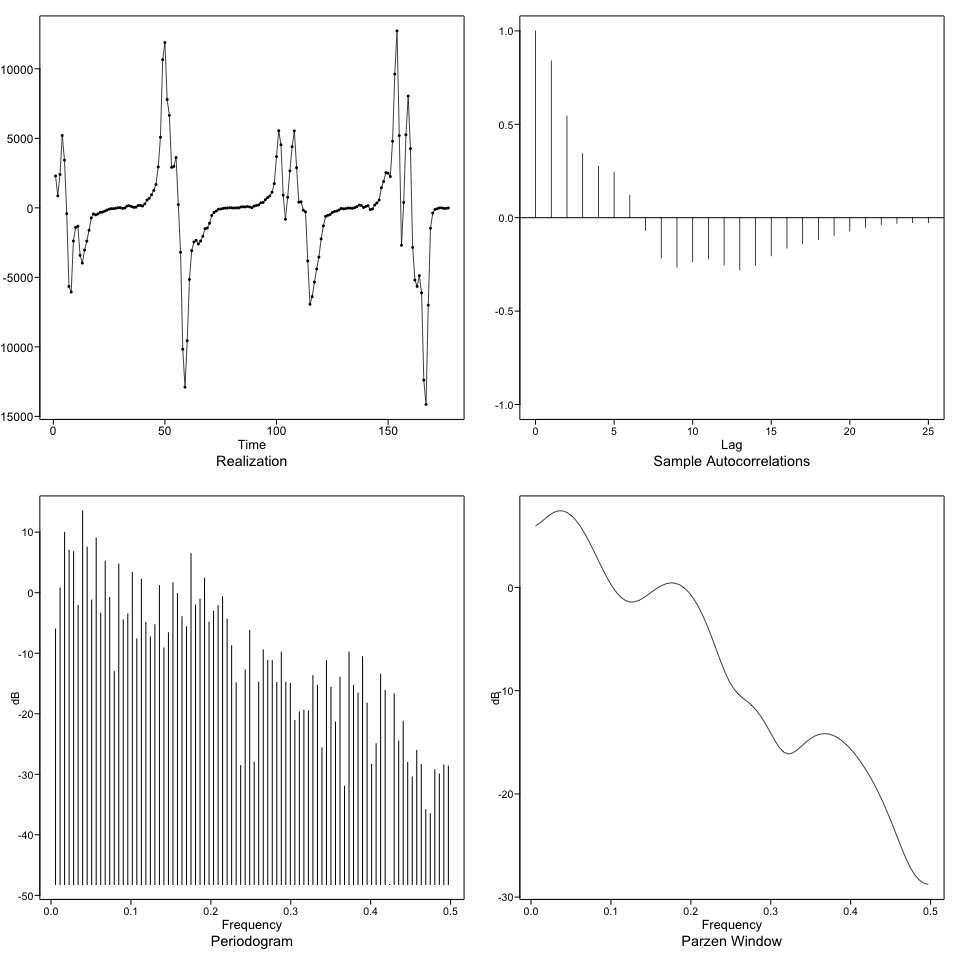 10000
5000
0
-5000
10000
15000
0 50 100 150
Time
Realization
1.0
0.5
0.0
-0.5
-1.0
0 5 10 15 20 25
Lag
Sample Autocorrelations
10
0
-10
-20
-30
-40
-50
dB
0.0 0.1 0.2 0.3 0.4 0.5
Frequency
Periodogram
0
-10
-20
-30
dB
0.0 0.1 0.2 0.3 0.4 0.5
Frequency
Parzen Window